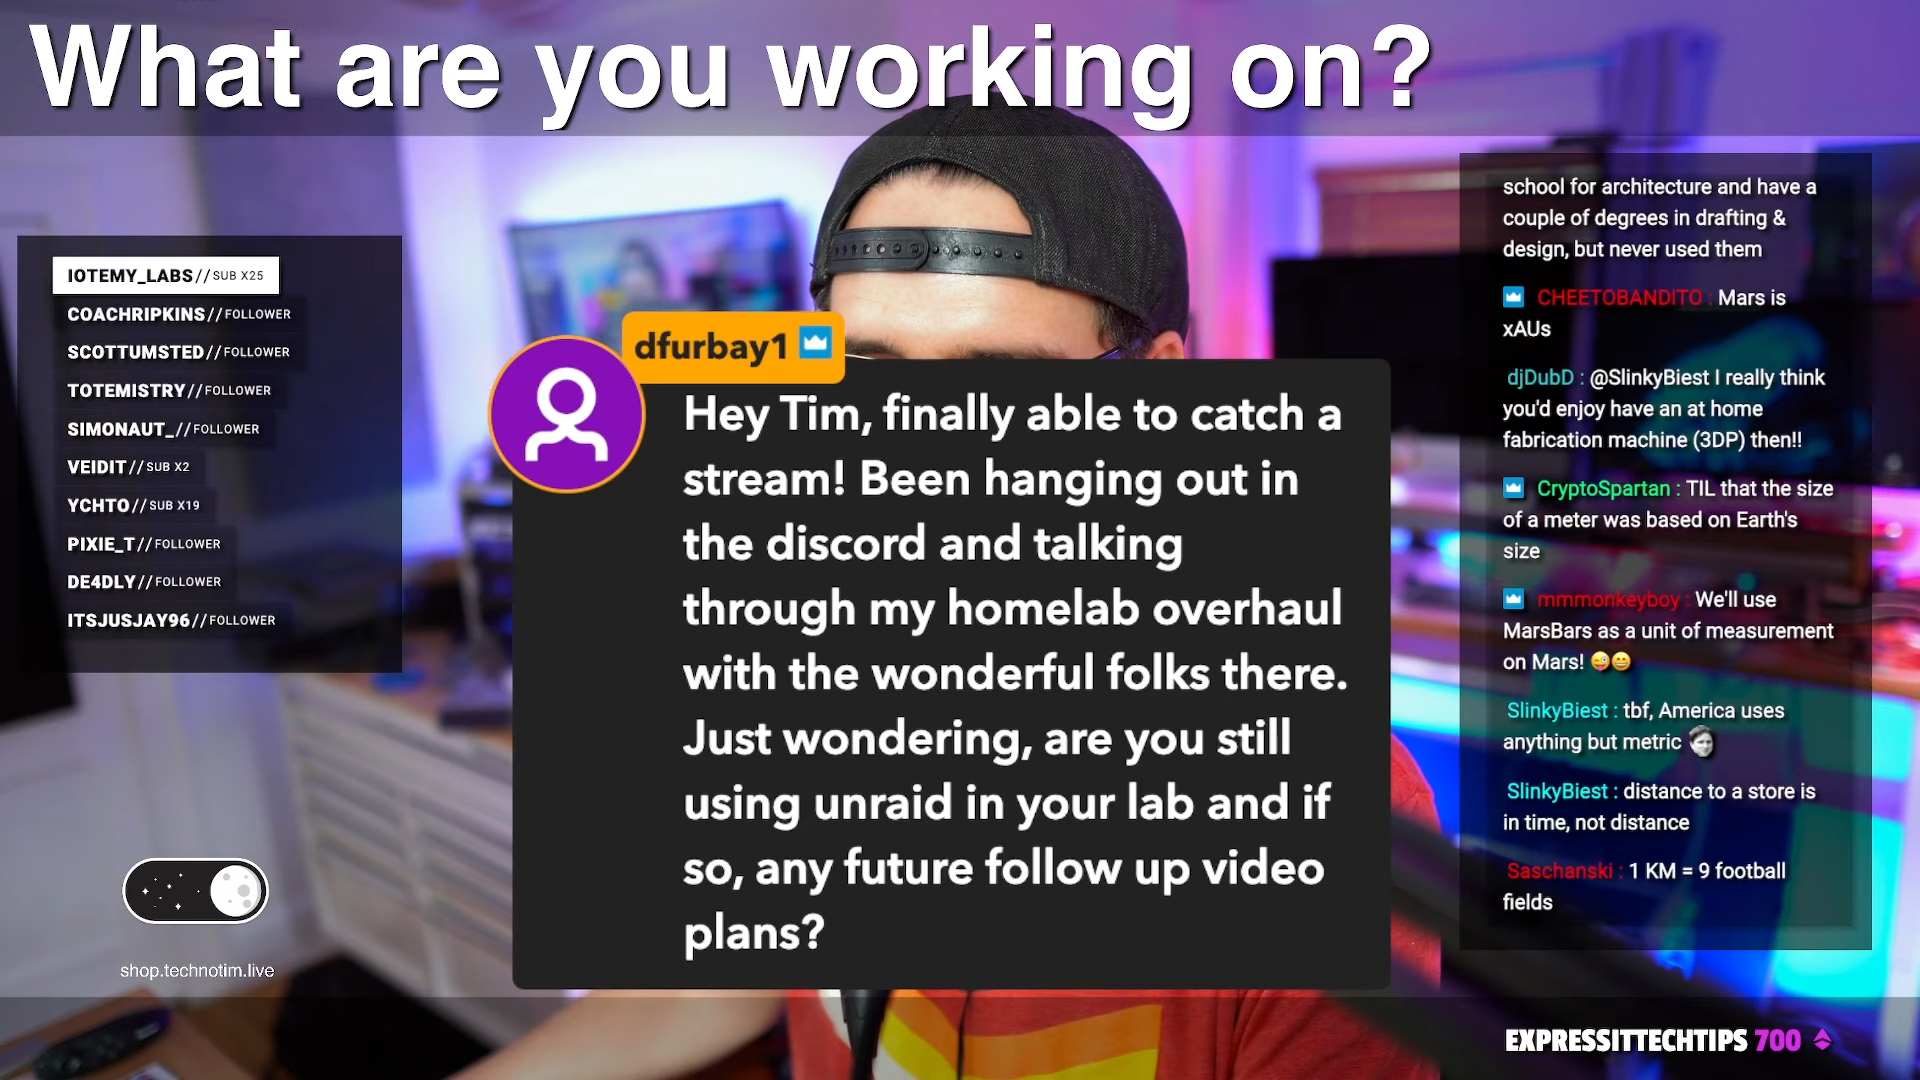 What are you working on?
IOTEMY_LABS//SUB X25
COACHRIPKINS//FOLLOWER
SCOTTUMSTED//FOLLOWER
TOTEMISTRY//FOLLOWER
SIMONAUT_//FOLLOWER
VEIDIT//SUB X2
YCHTO//SUB X19
PIXIE_T//FOLLOWER
DE4DLY//FOLLOWER
ITSJUSJAY96//FOLLOWER
shop.technotim.live
dfurbay1
Hey Tim, finally able to catch a
stream! Been hanging out in
the discord and talking
through my homelab overhaul
with the wonderful folks there.
Just wondering, are you still
using unraid in your lab and if
so, any future follow up video
plans?
school for architecture and have a
couple of degrees in drafting &
design, but never used them
CHEETOBANDITO : Mars is
xAUs
djDubD : @SlinkyBiest I really think
you'd enjoy have an at home
fabrication machine (3DP) then!!
CryptoSpartan : TIL that the size
of a meter was based on Earth's
size
mmmonkeyboy : We'll use
MarsBars as a unit of measurement
on Mars! 😜😄
SlinkyBiest : tbf, America uses
anything but metric
SlinkyBiest : distance to a store is
in time, not distance
Saschanski : 1 KM = 9 football
fields
EXPRESSITTECHTIPS 700